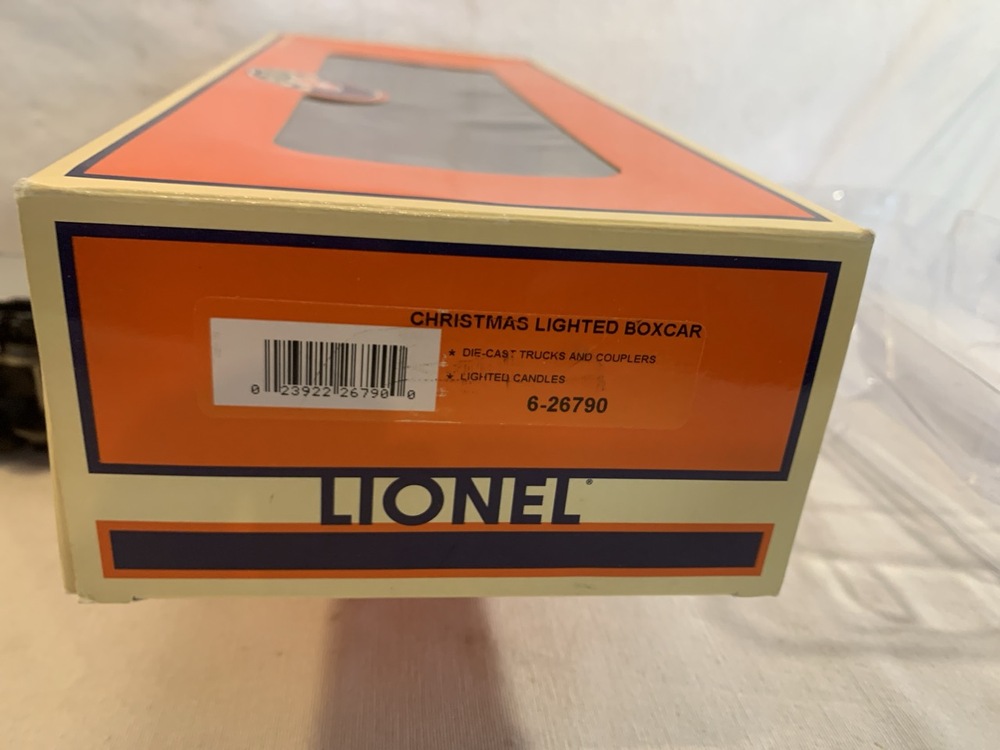 CHRISTMAS LIGHTED BOXCAR
* DIE-CAST TRUCKS AND COUPLERS
* LIGHTED CANDLES
6-26790
0 23922 26790 0
LIONEL®